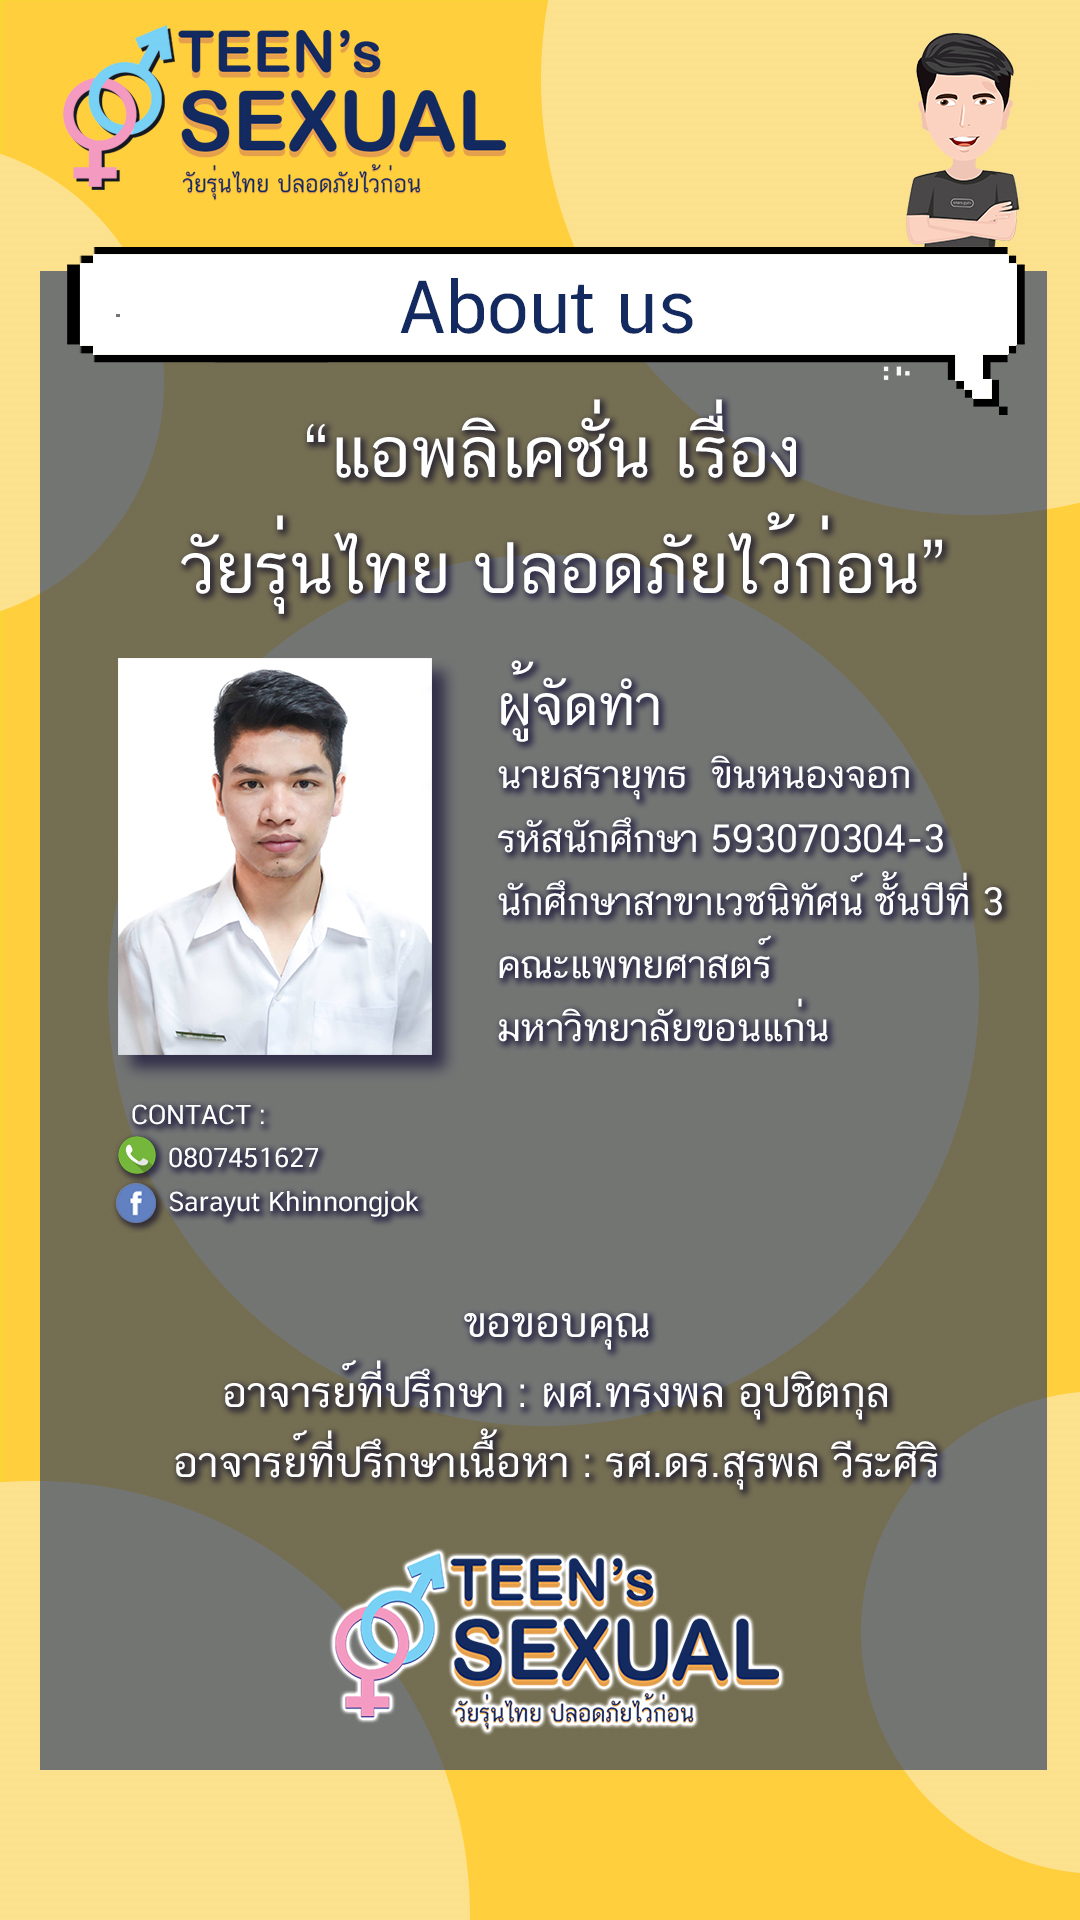 TEEN's
SEXUAL
วัยรุ่นไทย ปลอดภัยไว้ก่อน
About us
“แอพลิเคชั่น เรื่อง
วัยรุ่นไทย ปลอดภัยไว้ก่อน”
ผู้จัดทำ
นายสรายุทธ ขินหนองจอก
รหัสนักศึกษา 593070304-3
นักศึกษาสาขาเวชนิทัศน์ ชั้นปีที่ 3
คณะแพทยศาสตร์
มหาวิทยาลัยขอนแก่น
CONTACT :
0807451627
Sarayut Khinnongjok
ขอขอบคุณ
อาจารย์ที่ปรึกษา : ผศ.ทรงพล อุปชิตกุล
อาจารย์ที่ปรึกษาเนื้อหา : รศ.ดร.สุรพล วีระศิริ
TEEN's
SEXUAL
วัยรุ่นไทย ปลอดภัยไว้ก่อน